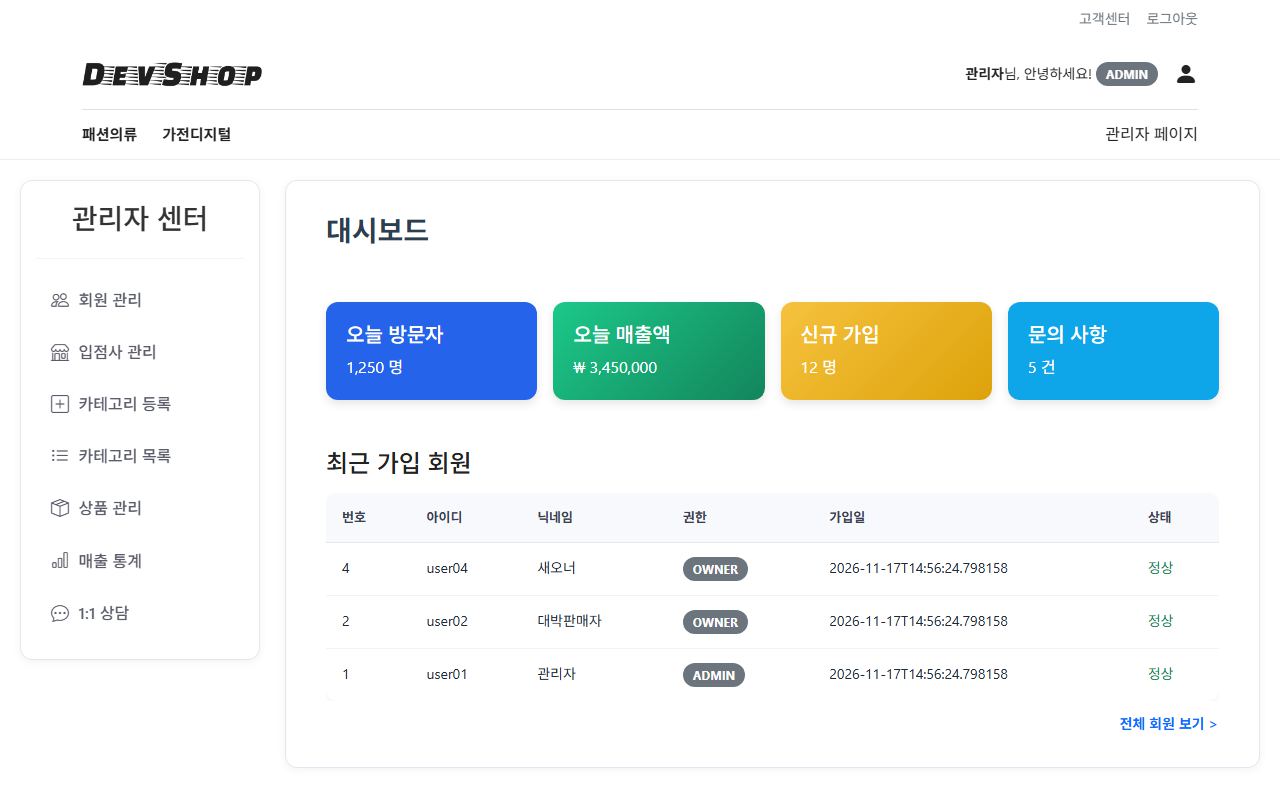 고객센터 로그아웃
DEVSHOP
관리자님, 안녕하세요! ADMIN
패션의류 가전디지털 관리자 페이지
관리자 센터
회원 관리
입점사 관리
카테고리 등록
카테고리 목록
상품 관리
매출 통계
1:1 상담
대시보드
오늘 방문자
1,250 명
오늘 매출액
₩ 3,450,000
신규 가입
12 명
문의 사항
5 건
최근 가입 회원
번호 아이디 닉네임 권한 가입일 상태
4 user04 새오너 OWNER 2026-11-17T14:56:24.798158 정상
2 user02 대박판매자 OWNER 2026-11-17T14:56:24.798158 정상
1 user01 관리자 ADMIN 2026-11-17T14:56:24.798158 정상
전체 회원 보기 >